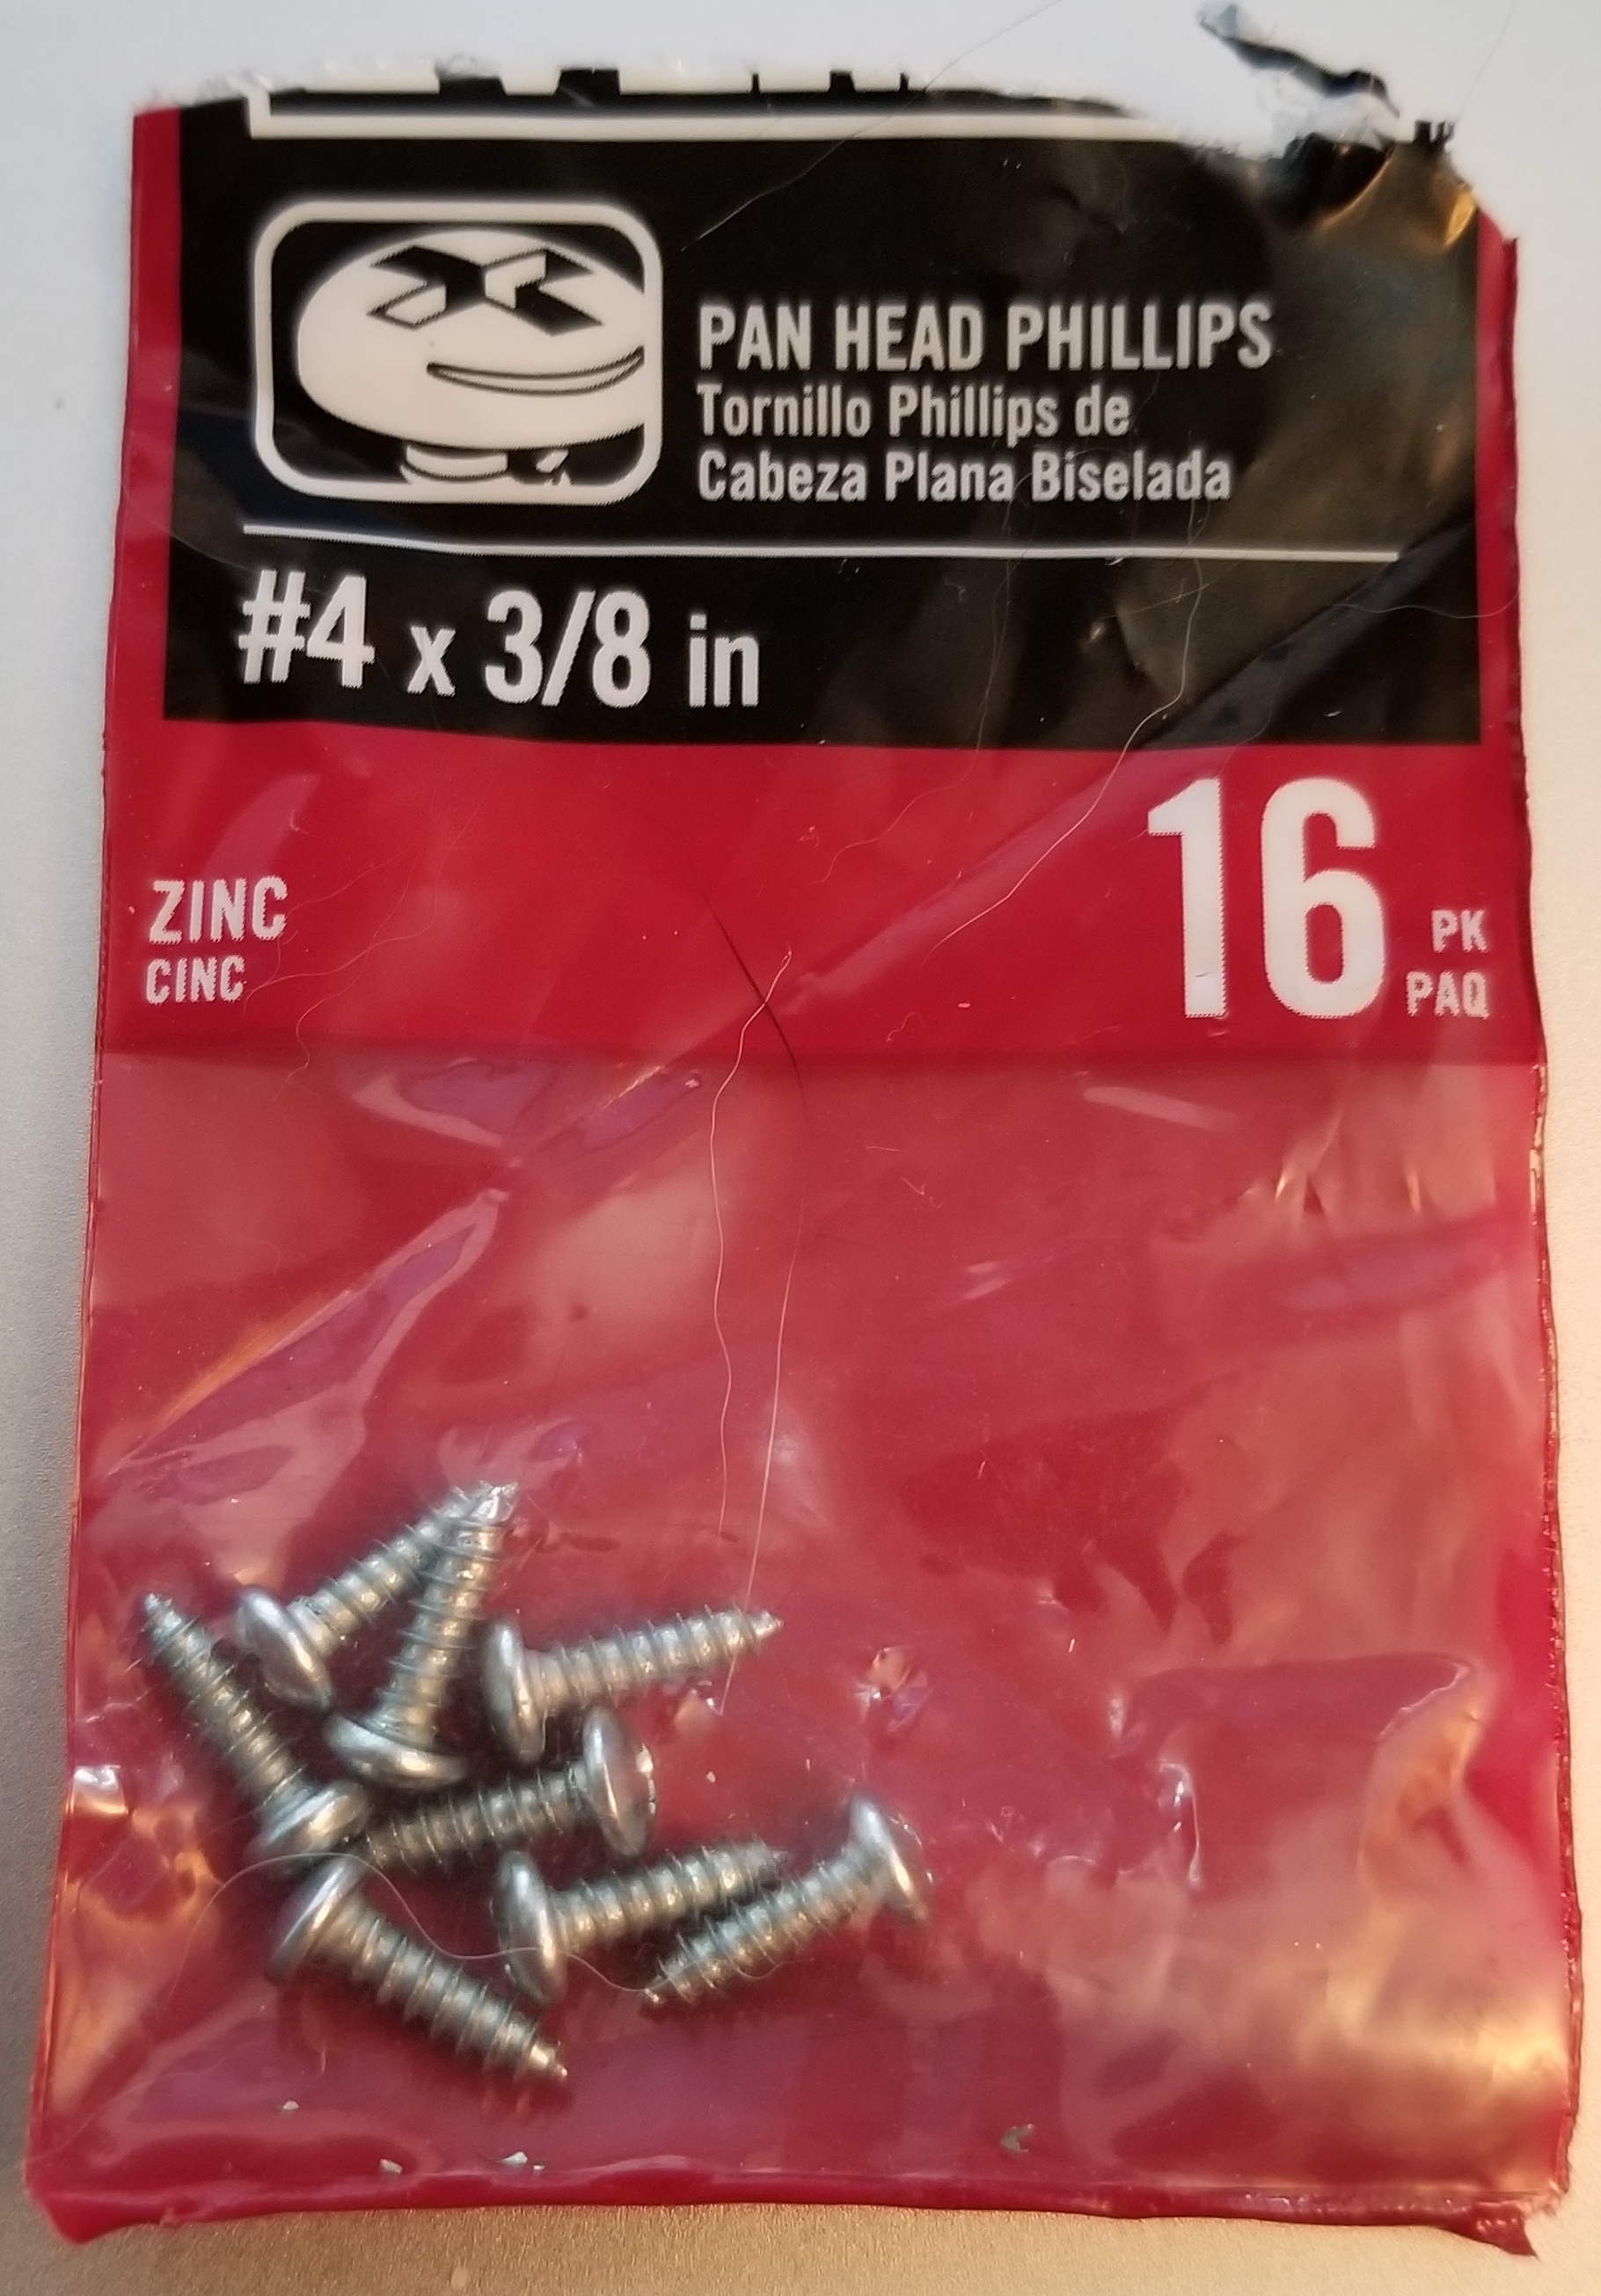 PAN HEAD PHILLIPS
Tornillo Phillips de
Cabeza Plana Biselada
#4 x 3/8 in
16
ZINC
CINC
PK
PAQ